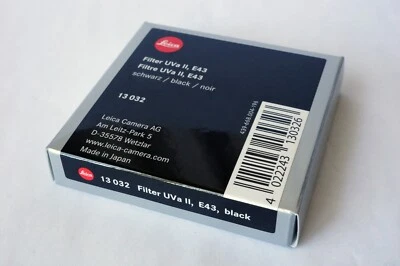 Leica
Filter UVa II, E43
Filtre UVa II, E43
schwarz / black / noir
13 032
Leica Camera AG
Am Leitz-Park 5
D-35578 Wetzlar
www.leica-camera.com
Made in Japan
4 022243 130326
Leica
13 032 Filter UVa II, E43, black